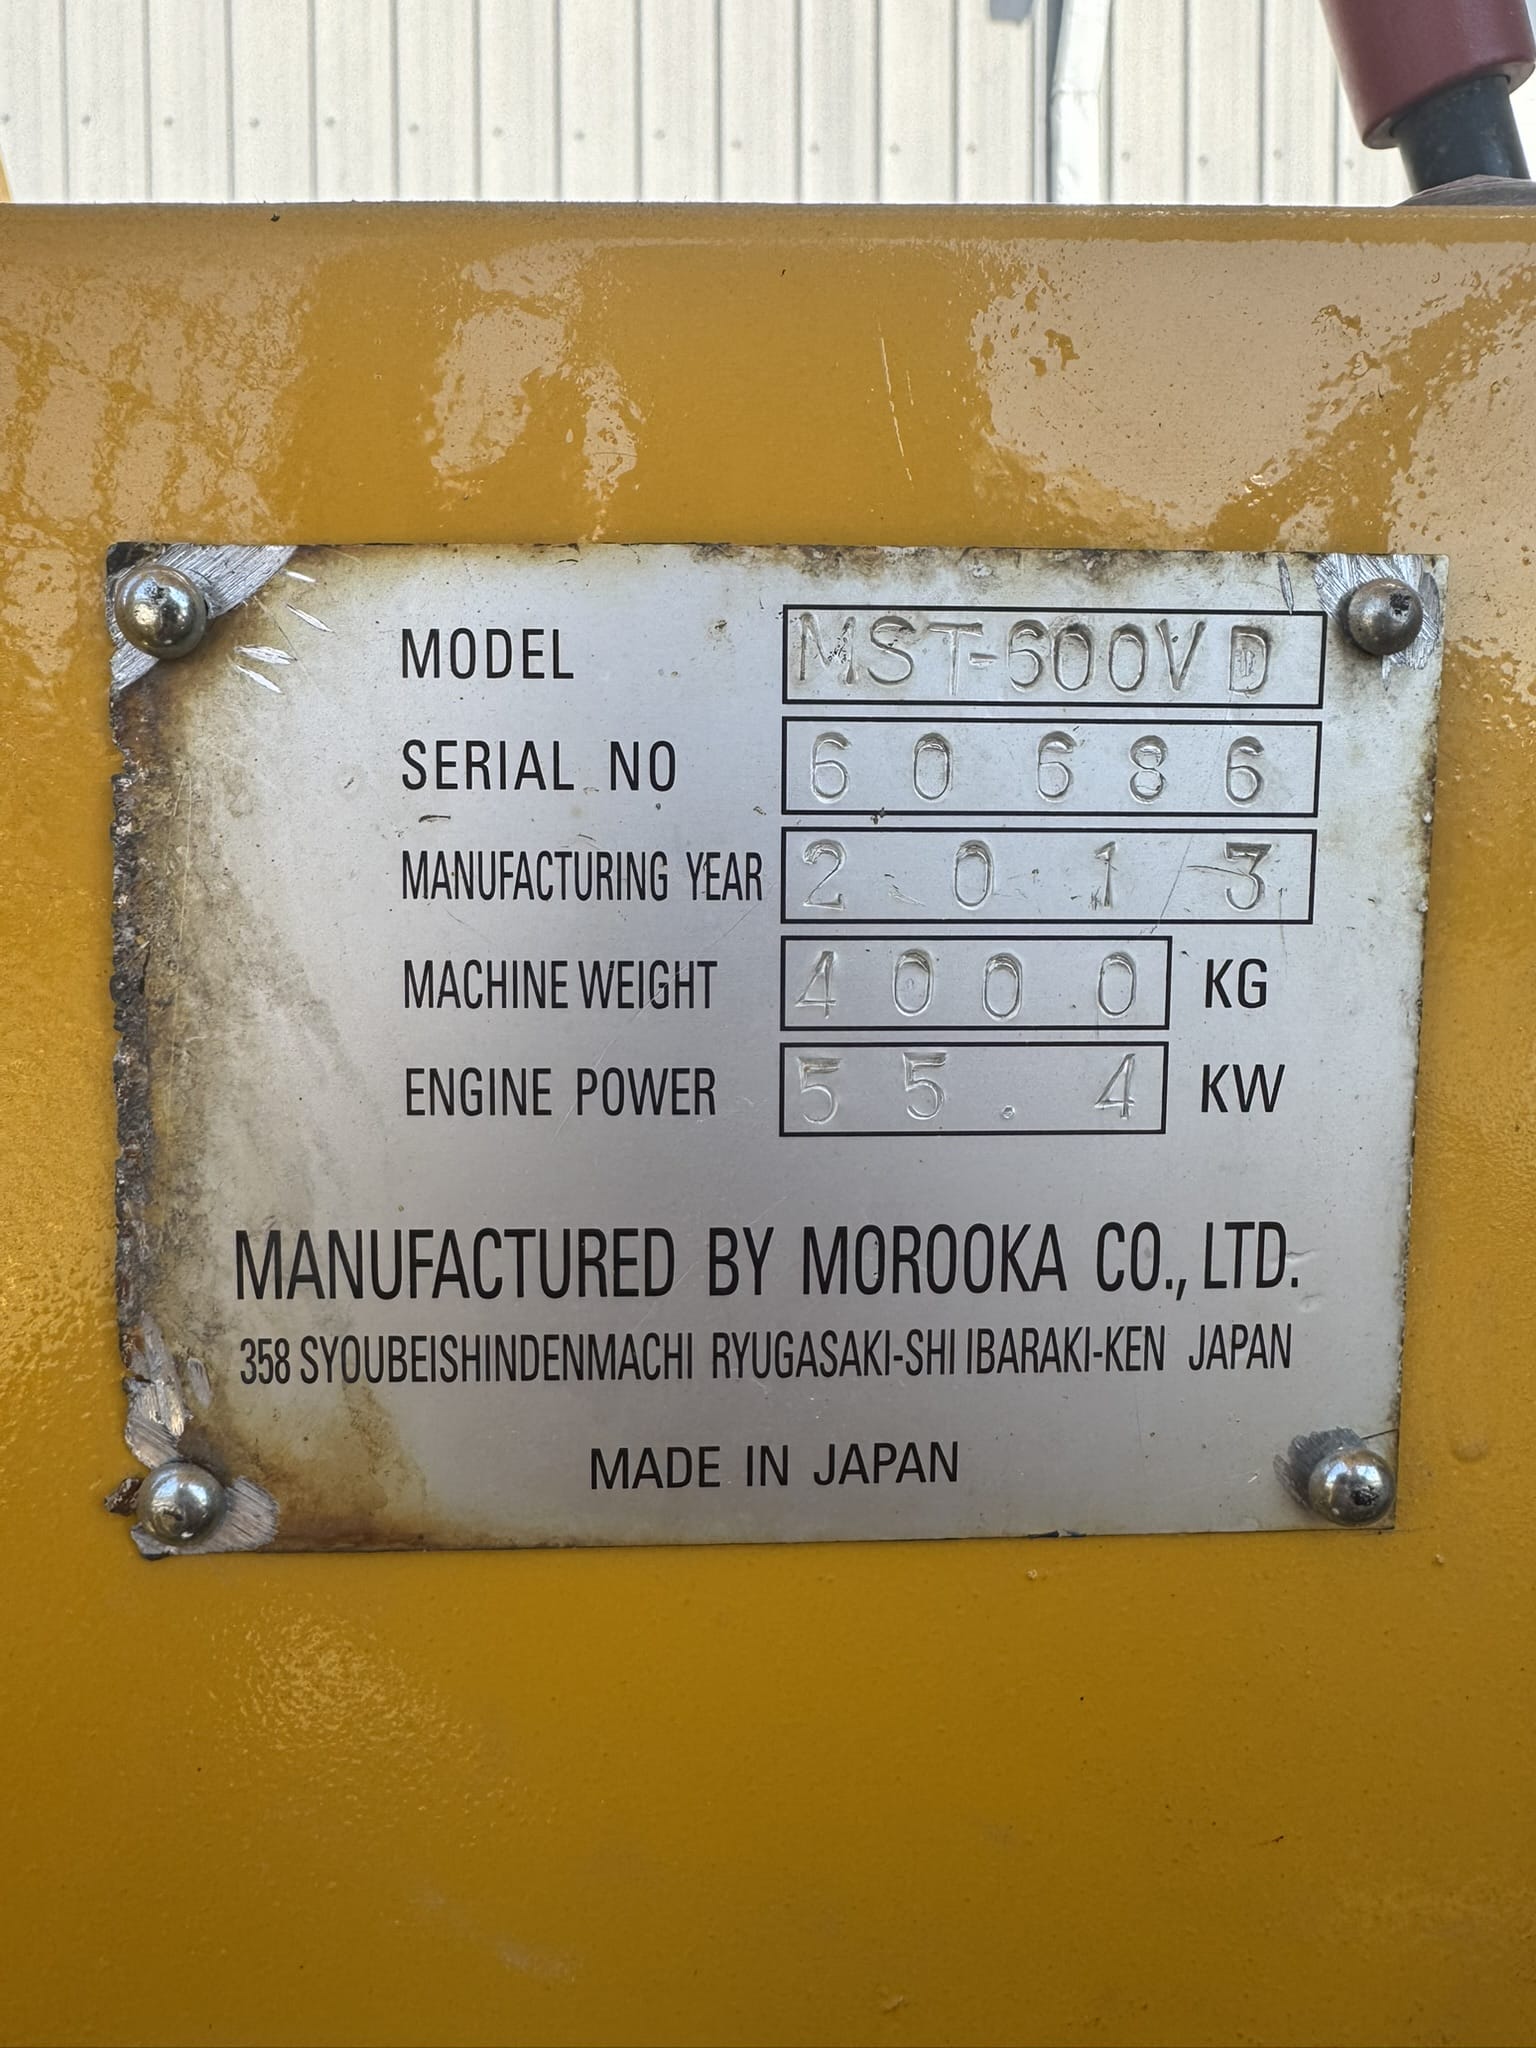 MODEL MST-600VD
SERIAL NO 60686
MANUFACTURING YEAR 2013
MACHINE WEIGHT 4000 KG
ENGINE POWER 55.4 KW
MANUFACTURED BY MOROOKA CO., LTD.
358 SYOUBEISHINDENMACHI RYUGASAKI-SHI IBARAKI-KEN JAPAN
MADE IN JAPAN